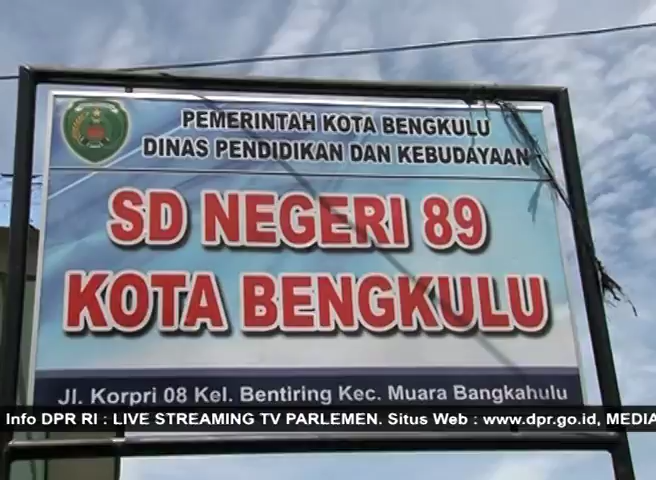 PEMERINTAH KOTA BENGKULU
DINAS PENDIDIKAN DAN KEBUDAYAAN
SD NEGERI 89
KOTA BENGKULU
Jl. Korpri 08 Kel. Bentiring Kec. Muara Bangkahulu
Info DPR RI : LIVE STREAMING TV PARLEMEN. Situs Web : www.dpr.go.id, MEDIA